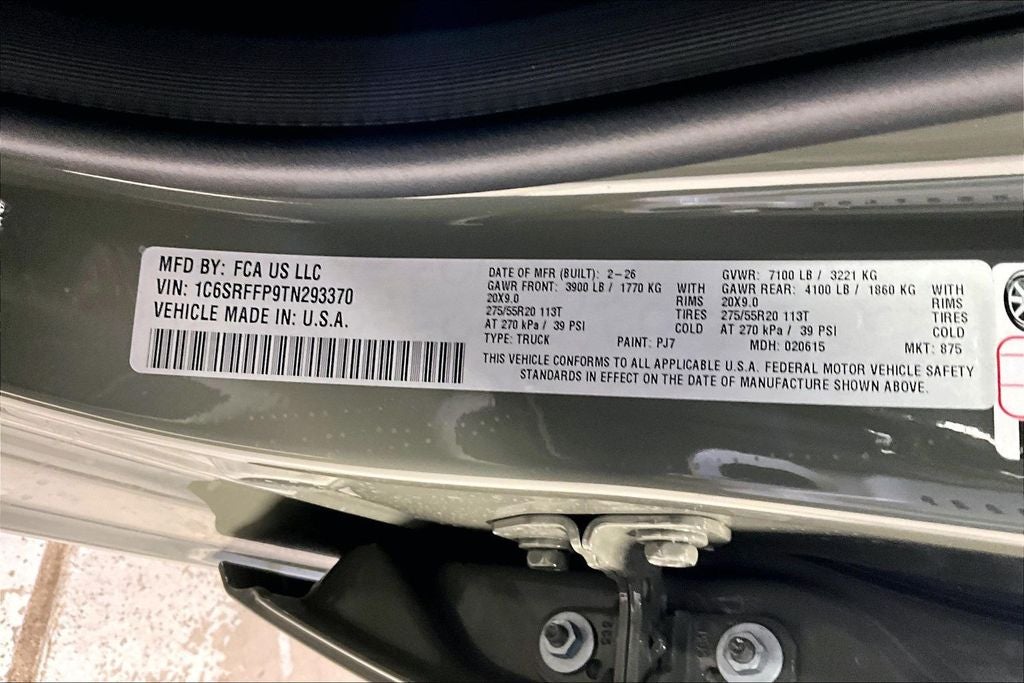 MFD BY: FCA US LLC
VIN: 1C6SRFFP9TN293370
VEHICLE MADE IN: U.S.A.
DATE OF MFR (BUILT): 2-26
GAWR FRONT: 3900 LB / 1770 KG WITH
20X9.0 RIMS
275/55R20 113T TIRES
AT 270 kPa / 39 PSI COLD
TYPE: TRUCK PAINT: PJ7
GVWR: 7100 LB / 3221 KG
GAWR REAR: 4100 LB / 1860 KG WITH
20X9.0 RIMS
275/55R20 113T TIRES
AT 270 kPa / 39 PSI COLD
MDH: 020615 MKT: 875
THIS VEHICLE CONFORMS TO ALL APPLICABLE U.S.A. FEDERAL MOTOR VEHICLE SAFETY
STANDARDS IN EFFECT ON THE DATE OF MANUFACTURE SHOWN ABOVE.